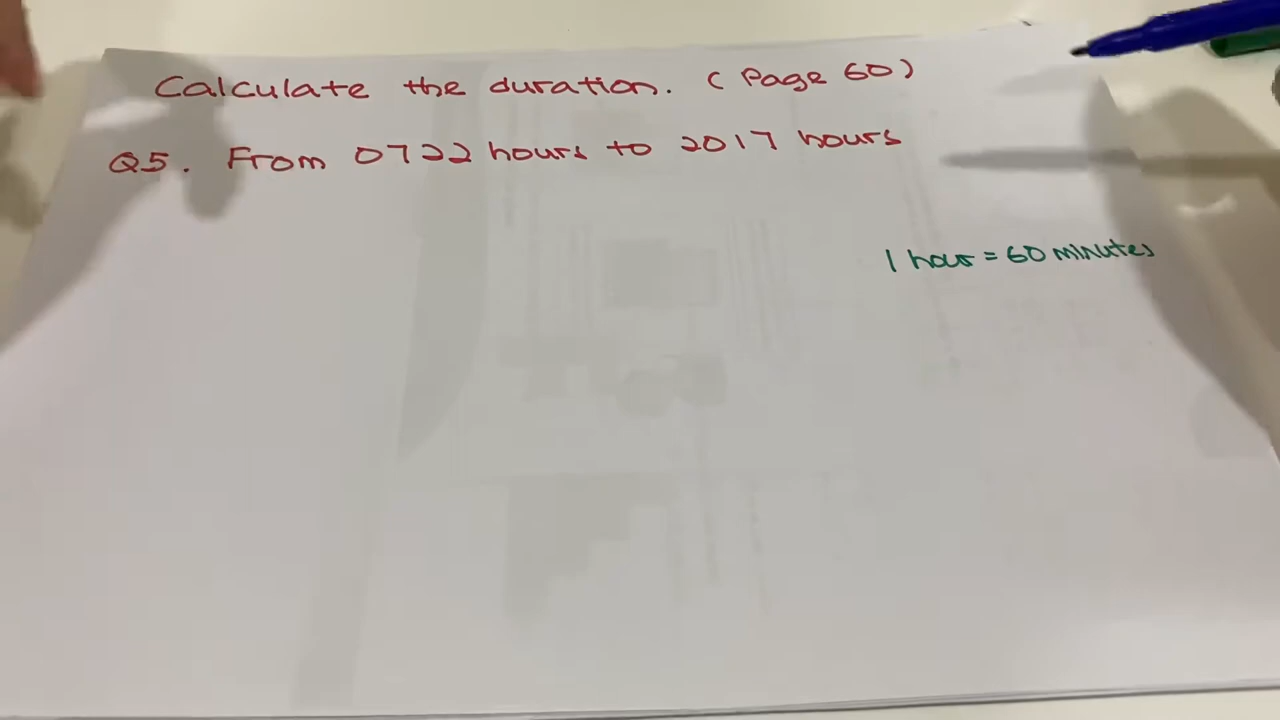 Calculate the duration. (Page 60)
Q5. From 0722 hours to 2017 hours
1 hour = 60 minutes